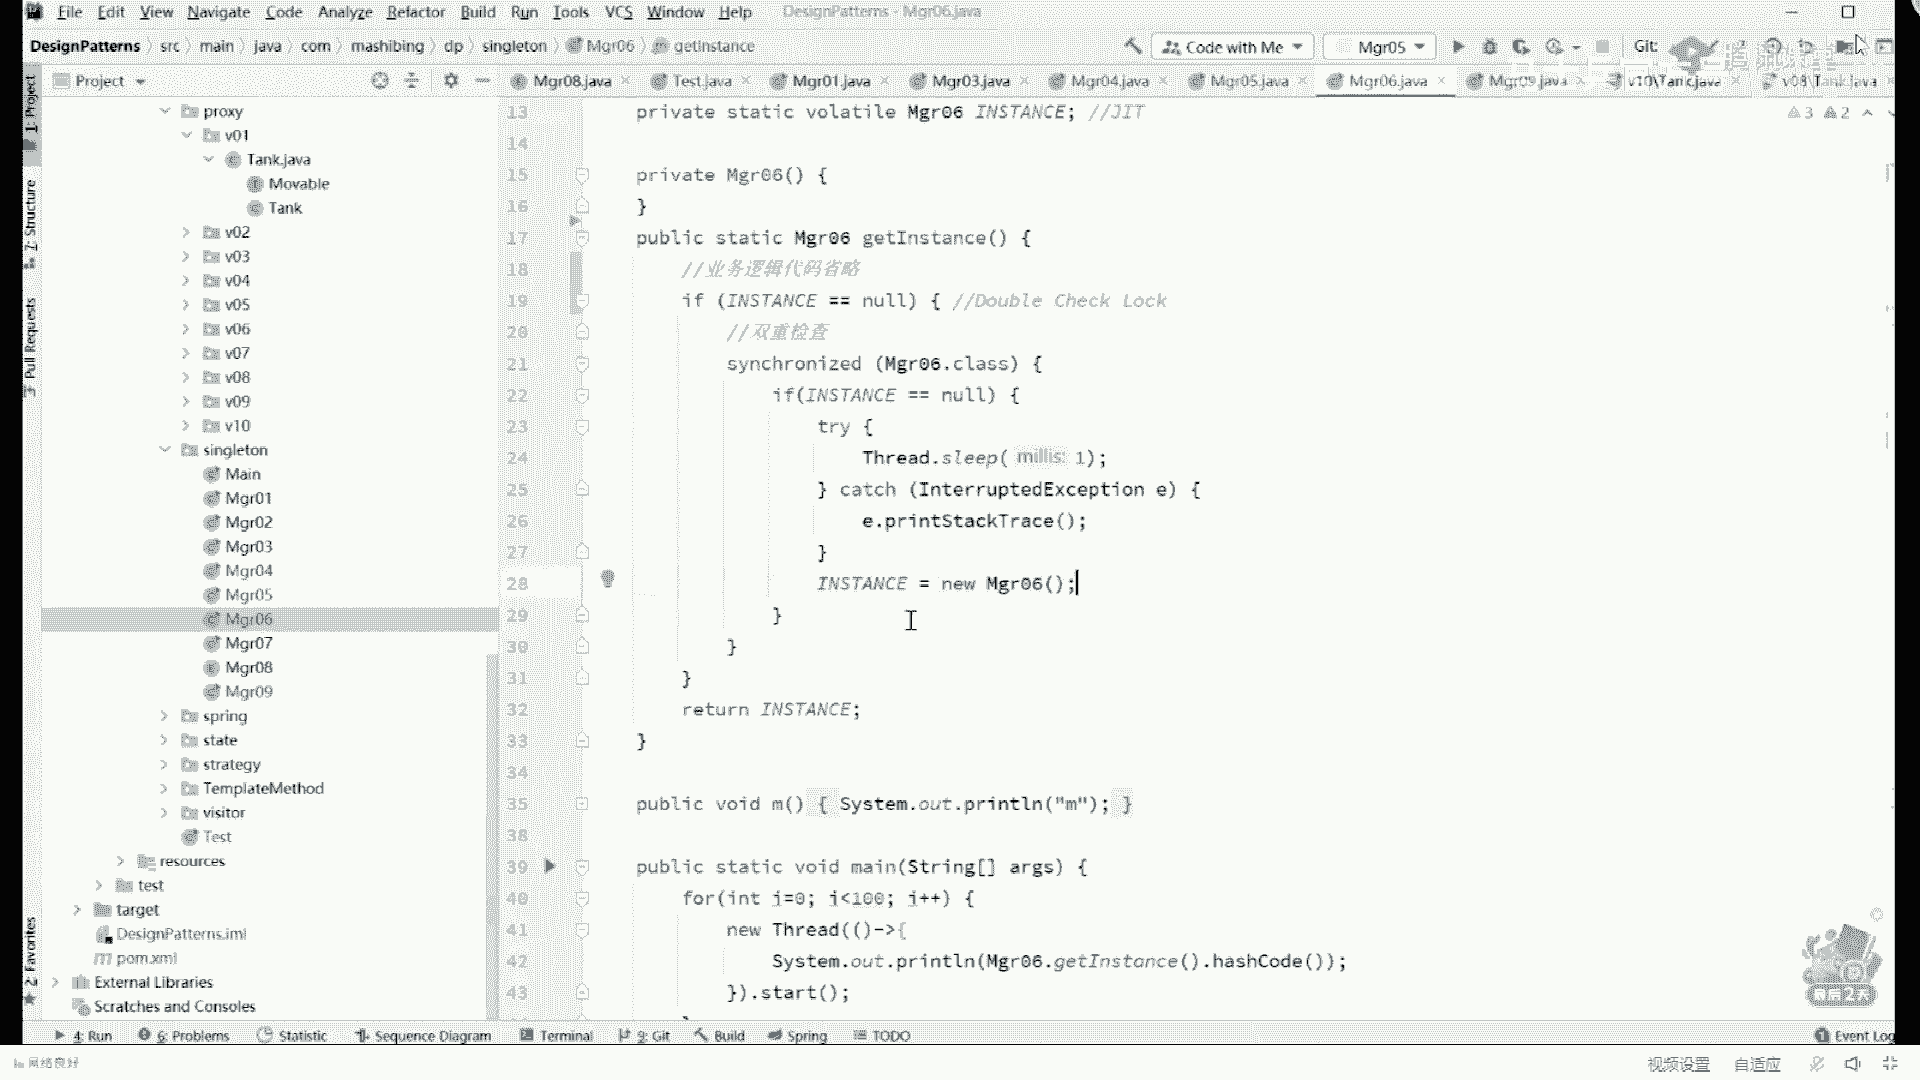 File Edit View Navigate Code Analyze Refactor Build Run Tools VCS Window Help DesignPatterns - Mgr06.java
DesignPatterns src main java com mashibing dp singleton Mgr06 getInstance Code with Me Mgr05 Git:
Project Mgr08.java Test.java Mgr01.java Mgr03.java Mgr04.java Mgr05.java Mgr06.java Mgr09.java v10\Tank.java v08\Tank.java
1: Project
7: Structure
Pull Requests
2: Favorites
proxy
v01
Tank.java
Movable
Tank
v02
v03
v04
v05
v06
v07
v08
v09
v10
singleton
Main
Mgr01
Mgr02
Mgr03
Mgr04
Mgr05
Mgr06
Mgr07
Mgr08
Mgr09
spring
state
strategy
TemplateMethod
visitor
Test
resources
test
target
DesignPatterns.iml
pom.xml
External Libraries
Scratches and Consoles
3 2
13 private static volatile Mgr06 INSTANCE; //JIT
14
15 private Mgr06() {
16 }
17 public static Mgr06 getInstance() {
18 //业务逻辑代码省略
19 if (INSTANCE == null) { //Double Check Lock
20 //双重检查
21 synchronized (Mgr06.class) {
22 if(INSTANCE == null) {
23 try {
24 Thread.sleep( millis: 1);
25 } catch (InterruptedException e) {
26 e.printStackTrace();
27 }
28 INSTANCE = new Mgr06();
29 }
30 }
31 }
32 return INSTANCE;
33 }
34
35 public void m() { System.out.println("m"); }
38
39 public static void main(String[] args) {
40 for(int i=0; i<100; i++) {
41 new Thread(()->{
42 System.out.println(Mgr06.getInstance().hashCode());
43 }).start();
最后2天
4: Run 6: Problems Statistic Sequence Diagram Terminal 9: Git Build Spring TODO 1 Event Log
网络良好 视频设置 自适应